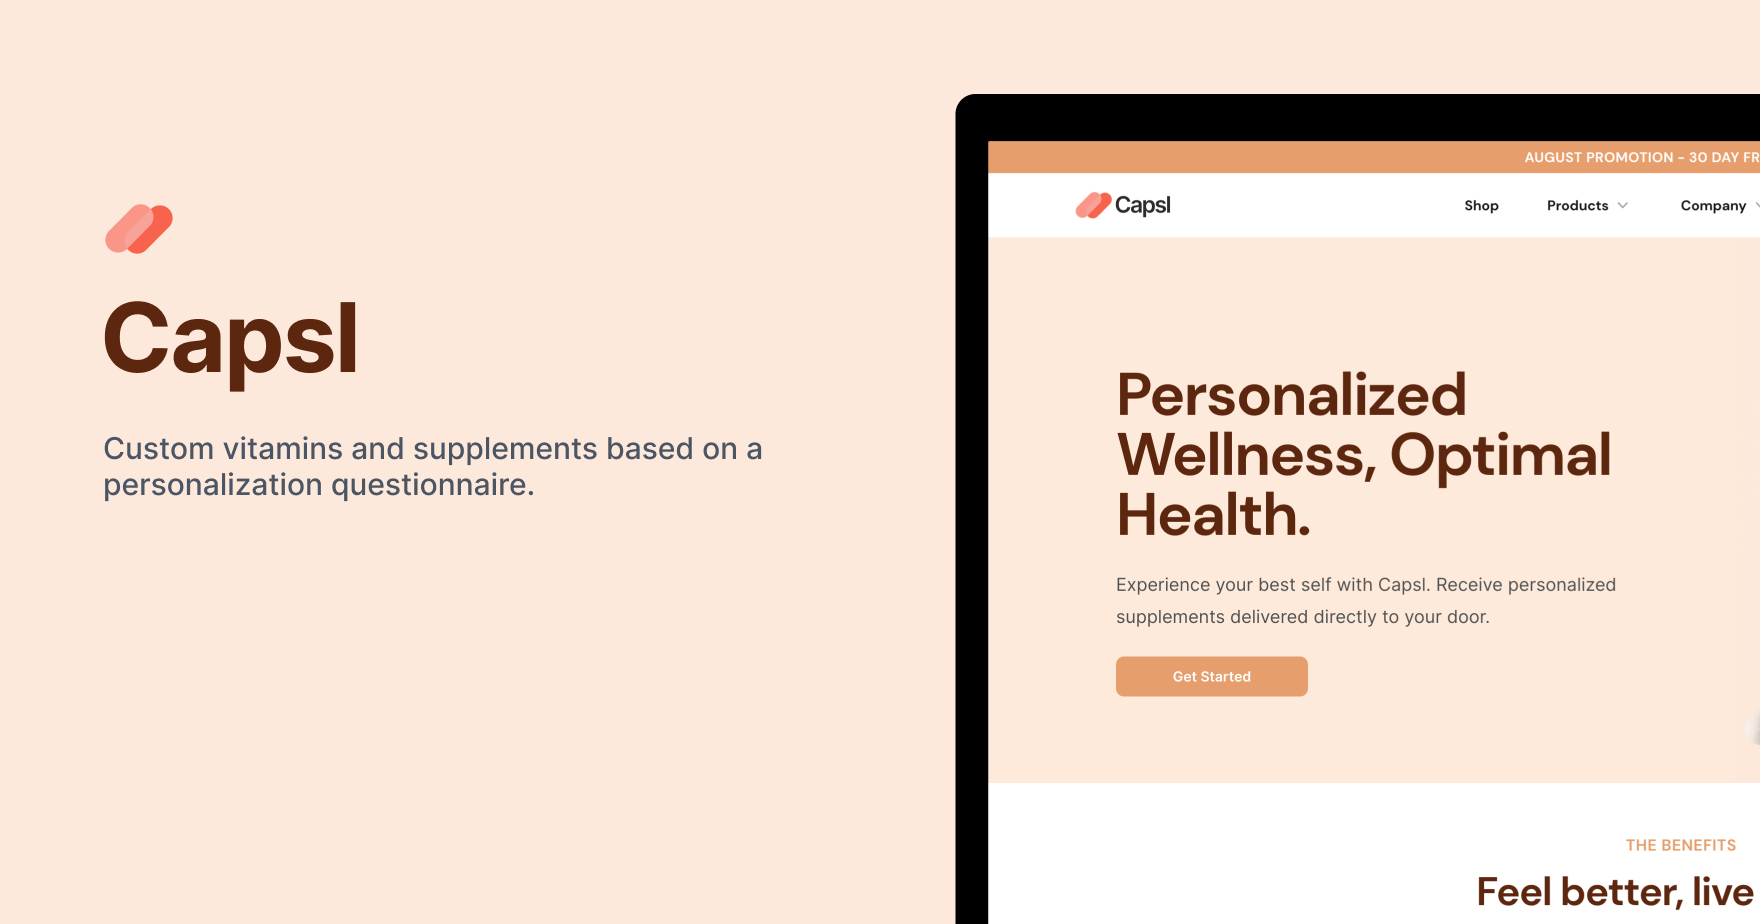 Capsl
Custom vitamins and supplements based on a
personalization questionnaire.
AUGUST PROMOTION - 30 DAY
Capsl
Shop
Products
Company
Personalized
Wellness, Optimal
Health.
Experience your best self with Capsl. Receive personalized
supplements delivered directly to your door.
Get Started
THE BENEFITS
Feel better, live